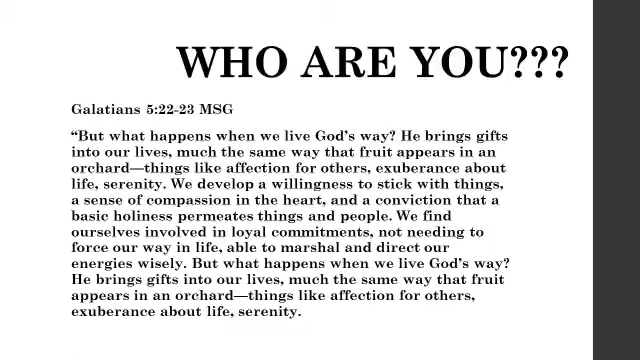 WHO ARE YOU???
Galatians 5:22-23 MSG
“But what happens when we live God’s way? He brings gifts
into our lives, much the same way that fruit appears in an
orchard—things like affection for others, exuberance about
life, serenity. We develop a willingness to stick with things,
a sense of compassion in the heart, and a conviction that a
basic holiness permeates things and people. We find
ourselves involved in loyal commitments, not needing to
force our way in life, able to marshal and direct our
energies wisely. But what happens when we live God’s way?
He brings gifts into our lives, much the same way that fruit
appears in an orchard—things like affection for others,
exuberance about life, serenity.